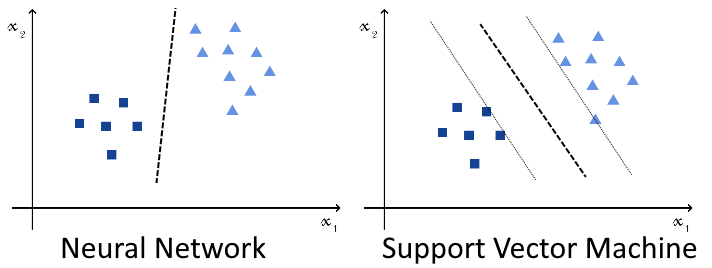 x₂
x₁
Neural Network
x₂
x₁
Support Vector Machine